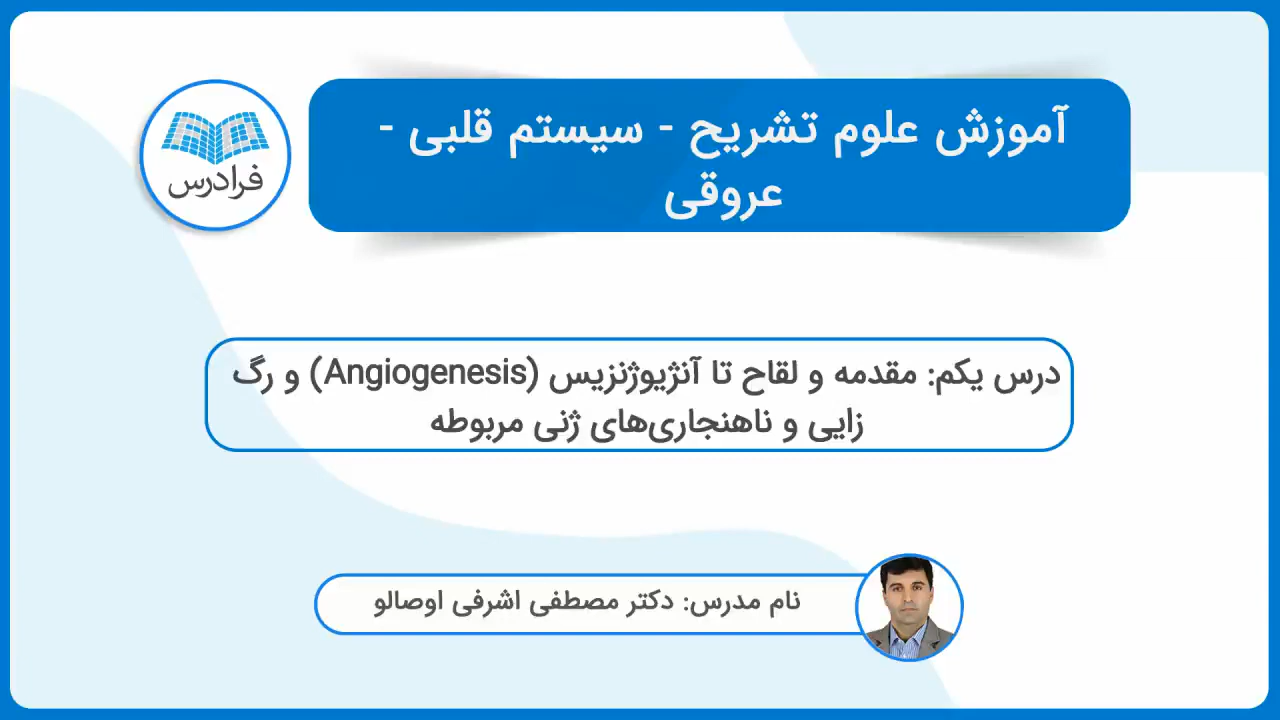 آموزش علوم تشریح - سیستم قلبی -
عروقی
فرادرس
درس یکم: مقدمه و لقاح تا آنژیوژنزیس (Angiogenesis) و رگ
زایی و ناهنجاری‌های ژنی مربوطه
نام مدرس: دکتر مصطفی اشرفی اوصالو